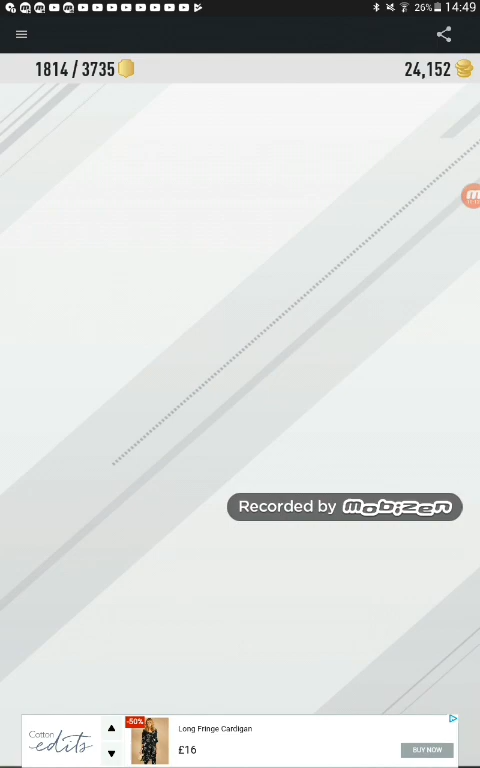 26% 14:49
1814 / 3735
24,152
Recorded by mobizen
-50%
Long Fringe Cardigan
Cotton
edits
£16
BUY NOW